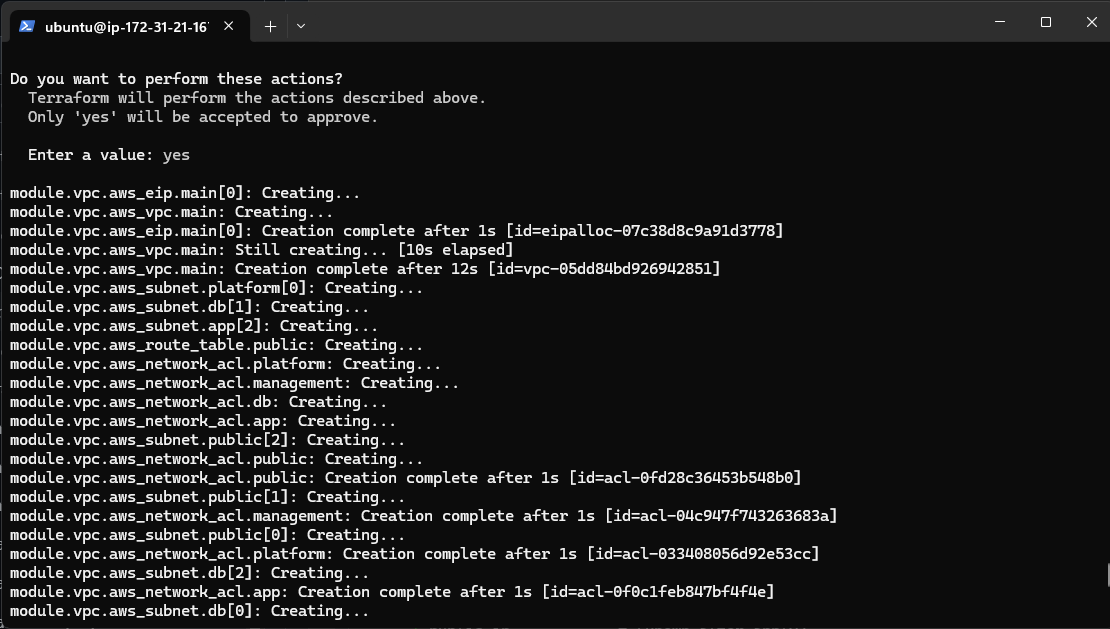 ubuntu@ip-172-31-21-16
Do you want to perform these actions?
Terraform will perform the actions described above.
Only 'yes' will be accepted to approve.
Enter a value: yes
module.vpc.aws_eip.main[0]: Creating...
module.vpc.aws_vpc.main: Creating...
module.vpc.aws_eip.main[0]: Creation complete after 1s [id=eipalloc-07c38d8c9a91d3778]
module.vpc.aws_vpc.main: Still creating... [10s elapsed]
module.vpc.aws_vpc.main: Creation complete after 12s [id=vpc-05dd84bd926942851]
module.vpc.aws_subnet.platform[0]: Creating...
module.vpc.aws_subnet.db[1]: Creating...
module.vpc.aws_subnet.app[2]: Creating...
module.vpc.aws_route_table.public: Creating...
module.vpc.aws_network_acl.platform: Creating...
module.vpc.aws_network_acl.management: Creating...
module.vpc.aws_network_acl.db: Creating...
module.vpc.aws_network_acl.app: Creating...
module.vpc.aws_subnet.public[2]: Creating...
module.vpc.aws_network_acl.public: Creating...
module.vpc.aws_network_acl.public: Creation complete after 1s [id=acl-0fd28c36453b548b0]
module.vpc.aws_subnet.public[1]: Creating...
module.vpc.aws_network_acl.management: Creation complete after 1s [id=acl-04c947f743263683a]
module.vpc.aws_subnet.public[0]: Creating...
module.vpc.aws_network_acl.platform: Creation complete after 1s [id=acl-033408056d92e53cc]
module.vpc.aws_subnet.db[2]: Creating...
module.vpc.aws_network_acl.app: Creation complete after 1s [id=acl-0f0c1feb847bf4f4e]
module.vpc.aws_subnet.db[0]: Creating...